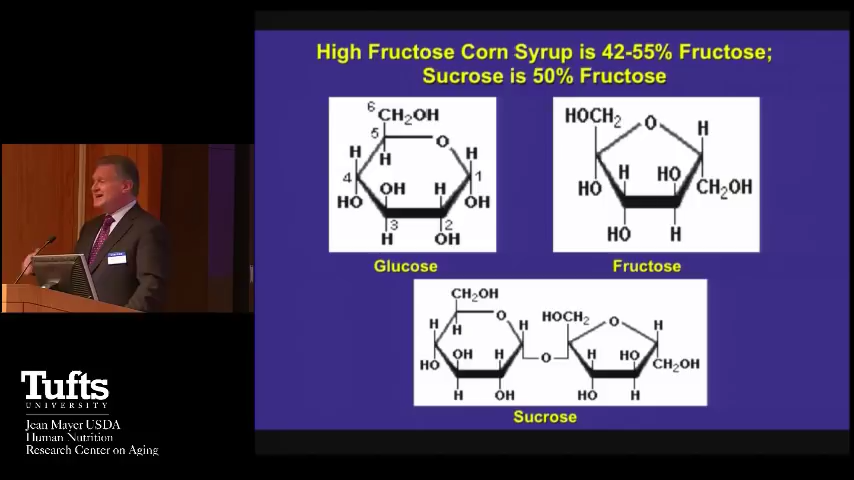 High Fructose Corn Syrup is 42-55% Fructose;
Sucrose is 50% Fructose
6
CH₂OH
5
O
H
H
H
4
1
OH
H
HO
OH
3
2
H
OH
Glucose
HOCH₂
O
H
H
HO
HO
CH₂OH
HO
H
Fructose
CH₂OH
O
H
H
H
OH
H
HO
H
OH
O
HOCH₂
O
H
H
HO
CH₂OH
HO
H
Sucrose
Tufts
UNIVERSITY
Jean Mayer USDA
Human Nutrition
Research Center on Aging